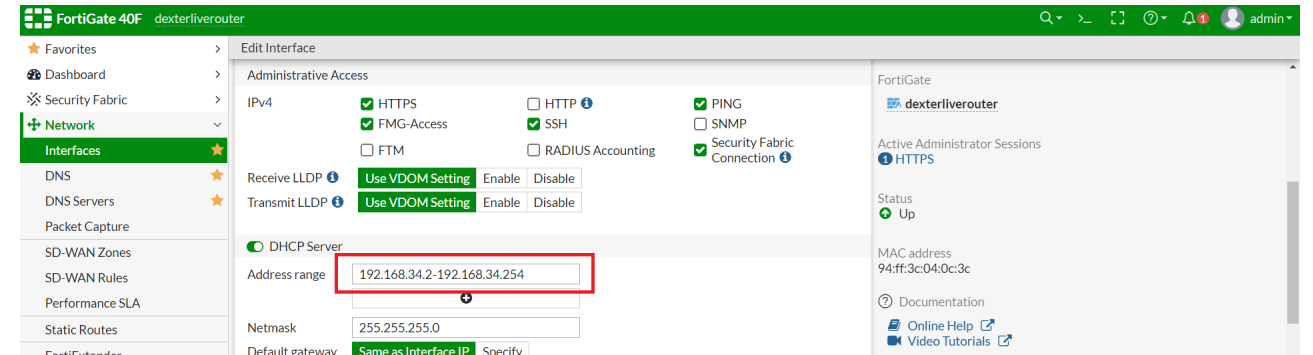 FortiGate 40F dexterliverouter admin
1
Favorites
Dashboard
Security Fabric
Network
Interfaces
DNS
DNS Servers
Packet Capture
SD-WAN Zones
SD-WAN Rules
Performance SLA
Static Routes
FortiExtender
Edit Interface
Administrative Access
IPv4 HTTPS HTTP PING
FMG-Access SSH SNMP
FTM RADIUS Accounting Security Fabric Connection
Receive LLDP Use VDOM Setting Enable Disable
Transmit LLDP Use VDOM Setting Enable Disable
DHCP Server
Address range 192.168.34.2-192.168.34.254
Netmask 255.255.255.0
Default gateway Same as Interface IP Specify
FortiGate
dexterliverouter
Active Administrator Sessions
1 HTTPS
Status
Up
MAC address
94:ff:3c:04:0c:3c
Documentation
Online Help
Video Tutorials